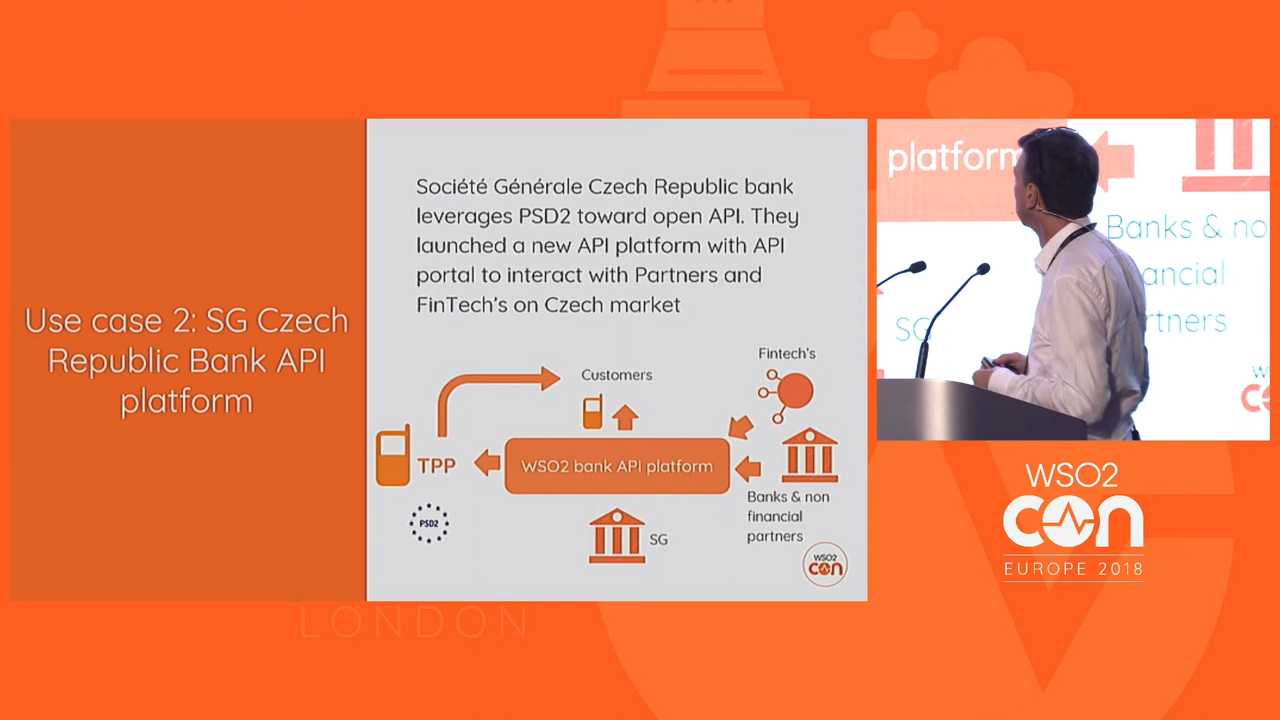 Use case 2: SG Czech
Republic Bank API
platform
Société Générale Czech Republic bank
leverages PSD2 toward open API. They
launched a new API platform with API
portal to interact with Partners and
FinTech's on Czech market
Fintech's
Customers
TPP
WSO2 bank API platform
PSD2
SG
Banks & non
financial
partners
WSO2
con
platform
Banks & no
ancial
rtners
SG
W
co
WSO2
con
EUROPE 2018
LONDON